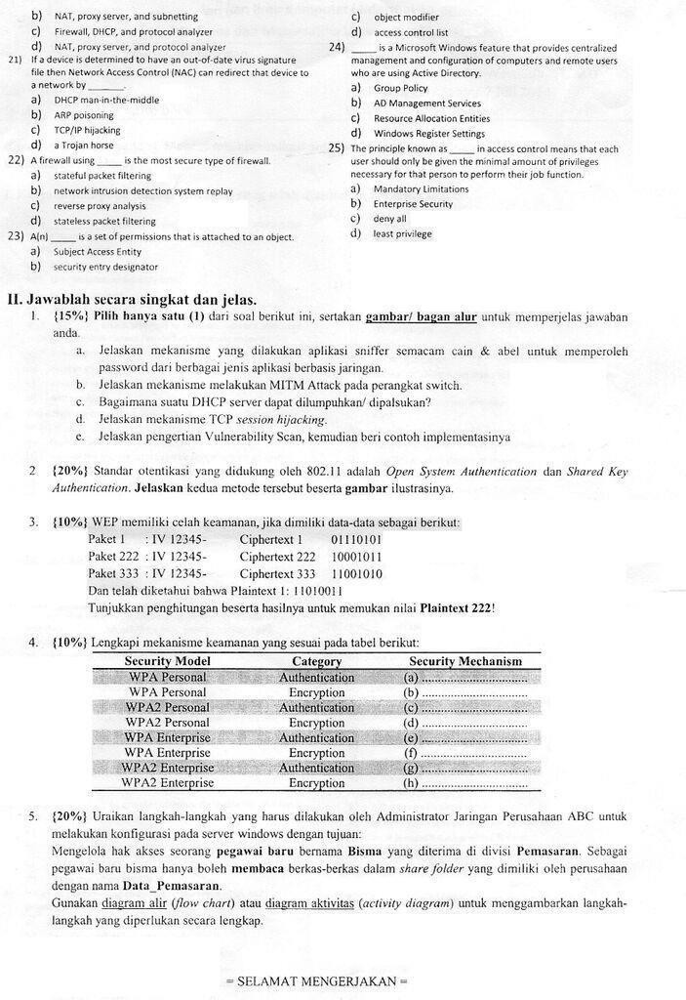 b) NAT, proxy server, and subnetting
c) Firewall, DHCP, and protocol analyzer
d) NAT, proxy server, and protocol analyzer
21) If a device is determined to have an out-of-date virus signature
file then Network Access Control (NAC) can redirect that device to
a network by _______.
a) DHCP man-in-the-middle
b) ARP poisoning
c) TCP/IP hijacking
d) a Trojan horse
22) A firewall using _____ is the most secure type of firewall.
a) stateful packet filtering
b) network intrusion detection system replay
c) reverse proxy analysis
d) stateless packet filtering
23) A(n) _____ is a set of permissions that is attached to an object.
a) Subject Access Entity
b) security entry designator
c) object modifier
d) access control list
24) _____ is a Microsoft Windows feature that provides centralized
management and configuration of computers and remote users
who are using Active Directory.
a) Group Policy
b) AD Management Services
c) Resource Allocation Entities
d) Windows Register Settings
25) The principle known as _____ in access control means that each
user should only be given the minimal amount of privileges
necessary for that person to perform their job function.
a) Mandatory Limitations
b) Enterprise Security
c) deny all
d) least privilege
II. Jawablah secara singkat dan jelas.
1. {15%} Pilih hanya satu (1) dari soal berikut ini, sertakan gambar/ bagan alur untuk memperjelas jawaban
anda.
a. Jelaskan mekanisme yang dilakukan aplikasi sniffer semacam cain & abel untuk memperoleh
password dari berbagai jenis aplikasi berbasis jaringan.
b. Jelaskan mekanisme melakukan MITM Attack pada perangkat switch.
c. Bagaimana suatu DHCP server dapat dilumpuhkan/ dipalsukan?
d. Jelaskan mekanisme TCP session hijacking.
e. Jelaskan pengertian Vulnerability Scan, kemudian beri contoh implementasinya
2 {20%} Standar otentikasi yang didukung oleh 802.11 adalah Open System Authentication dan Shared Key
Authentication. Jelaskan kedua metode tersebut beserta gambar ilustrasinya.
3. {10%} WEP memiliki celah keamanan, jika dimiliki data-data sebagai berikut:
Paket 1 : IV 12345- Ciphertext 1 01110101
Paket 222 : IV 12345- Ciphertext 222 10001011
Paket 333 : IV 12345- Ciphertext 333 11001010
Dan telah diketahui bahwa Plaintext 1: 11010011
Tunjukkan penghitungan beserta hasilnya untuk memukan nilai Plaintext 222!
4. {10%} Lengkapi mekanisme keamanan yang sesuai pada tabel berikut:
Security Model Category Security Mechanism
WPA Personal Authentication (a) ................................
WPA Personal Encryption (b) ................................
WPA2 Personal Authentication (c) ................................
WPA2 Personal Encryption (d) ................................
WPA Enterprise Authentication (e) ................................
WPA Enterprise Encryption (f) ................................
WPA2 Enterprise Authentication (g) ................................
WPA2 Enterprise Encryption (h) ................................
5. {20%} Uraikan langkah-langkah yang harus dilakukan oleh Administrator Jaringan Perusahaan ABC untuk
melakukan konfigurasi pada server windows dengan tujuan:
Mengelola hak akses seorang pegawai baru bernama Bisma yang diterima di divisi Pemasaran. Sebagai
pegawai baru bisma hanya boleh membaca berkas-berkas dalam share folder yang dimiliki oleh perusahaan
dengan nama Data_Pemasaran.
Gunakan diagram alir (flow chart) atau diagram aktivitas (activity diagram) untuk menggambarkan langkah-
langkah yang diperlukan secara lengkap.
= SELAMAT MENGERJAKAN =